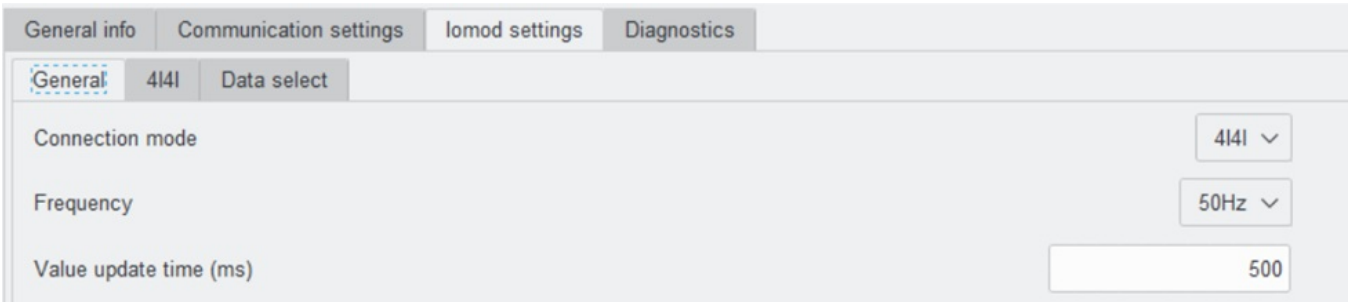 General info Communication settings Iomod settings Diagnostics
General 4I4I Data select
Connection mode 4I4I
Frequency 50Hz
Value update time (ms) 500